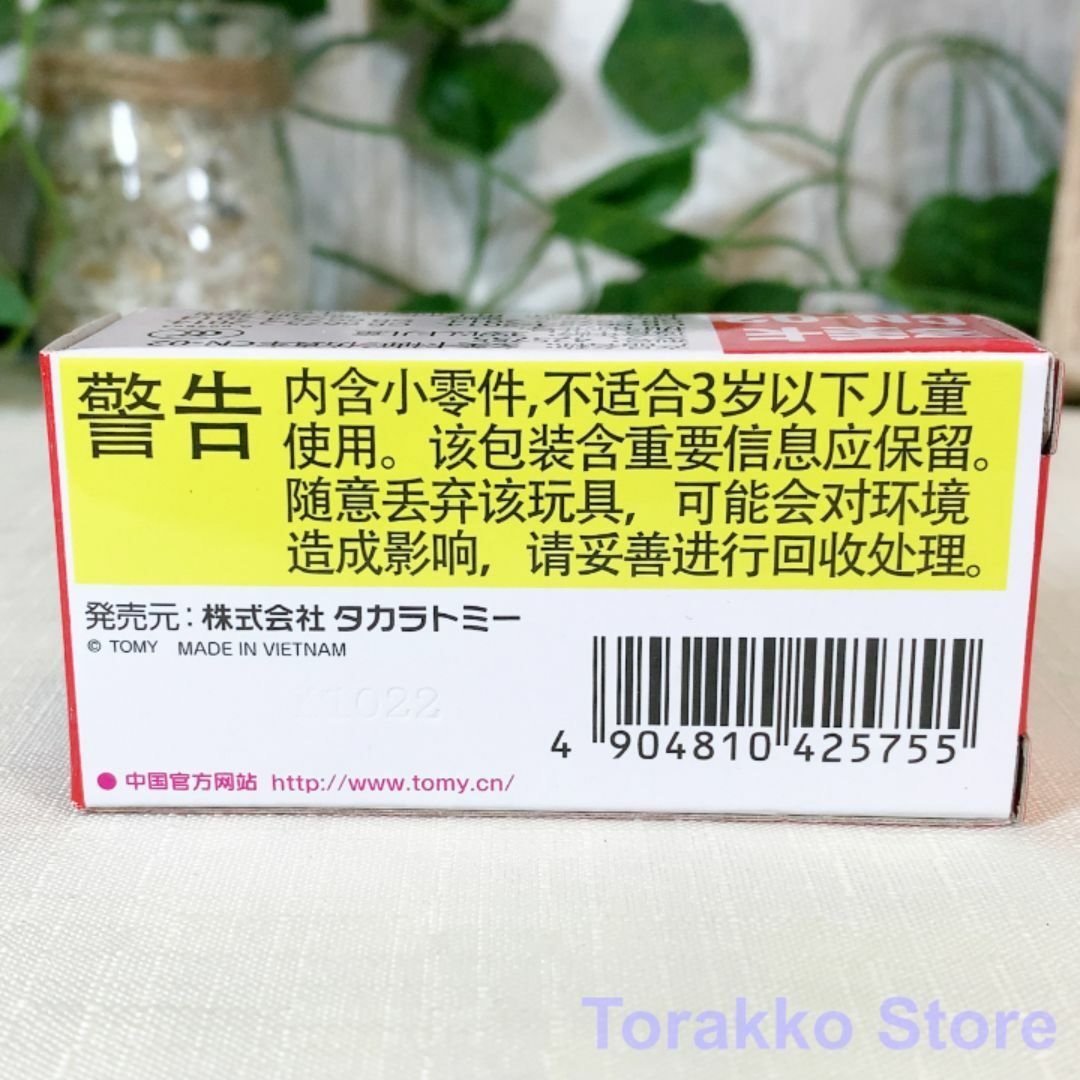 警告
内含小零件,不适合3岁以下儿童
使用。该包装含重要信息应保留。
随意丢弃该玩具，可能会对环境
造成影响，请妥善进行回收处理。
発売元：株式会社 タカラトミー
© TOMY MADE IN VIETNAM
1022
4 904810 425755
● 中国官方网站 http://www.tomy.cn/
Torakko Store